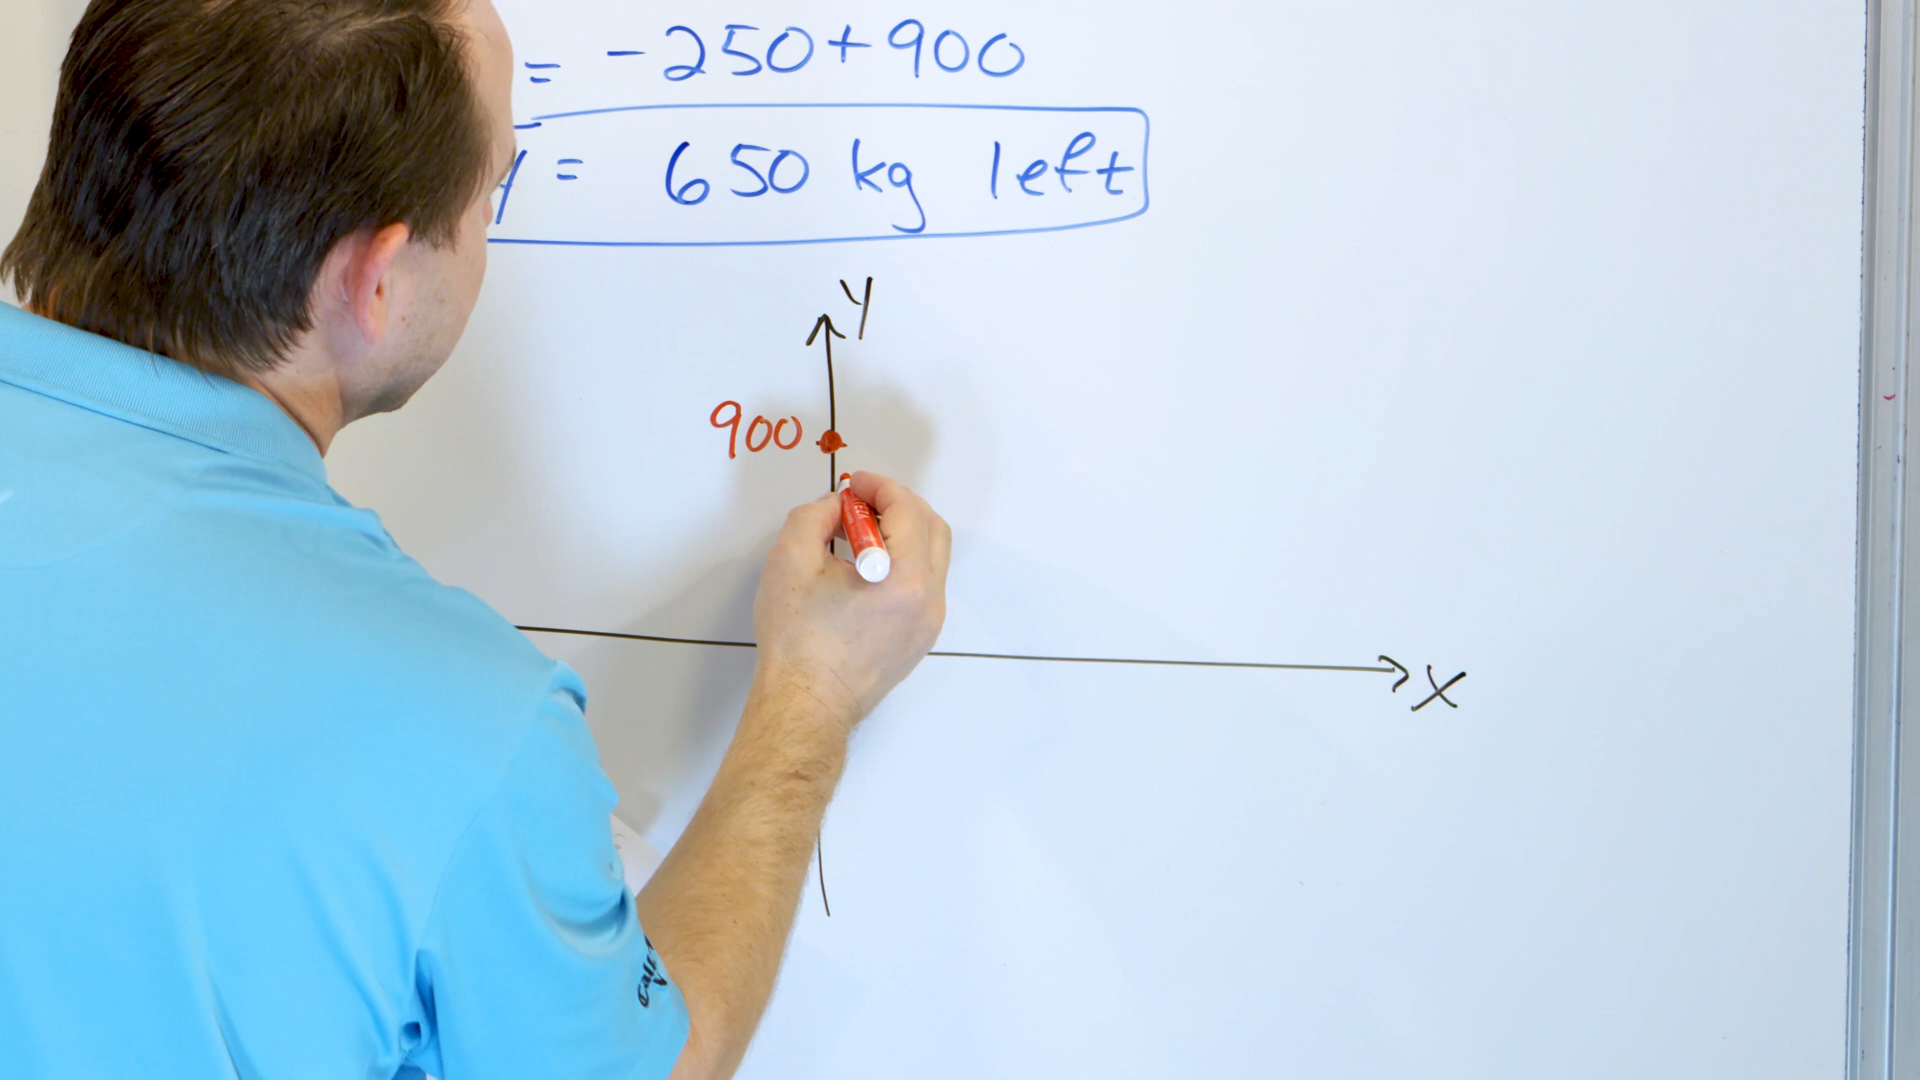 = -250+900
y = 650 kg left
Y
900
X